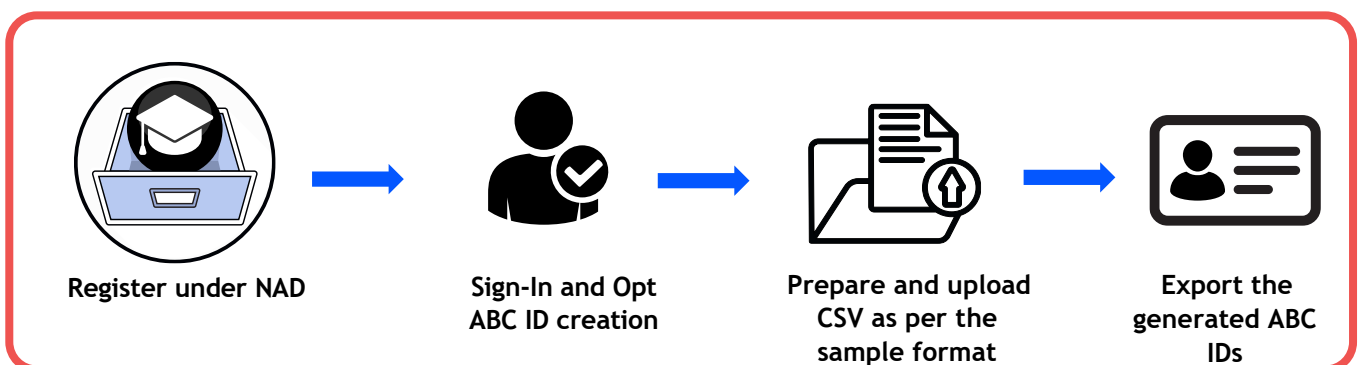 Register under NAD
Sign-In and Opt
ABC ID creation
Prepare and upload
CSV as per the
sample format
Export the
generated ABC
IDs